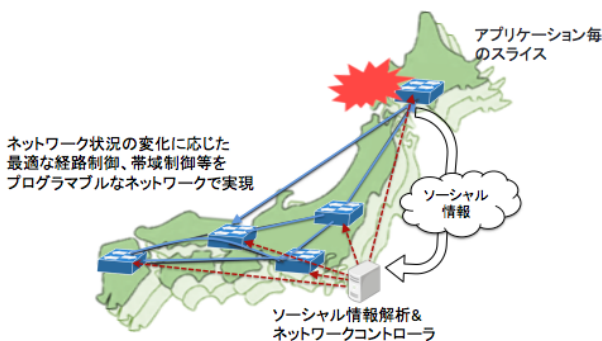 アプリケーション毎
のスライス
ネットワーク状況の変化に応じた
最適な経路制御、帯域制御等を
プログラマブルなネットワークで実現
ソーシャル
情報
ソーシャル情報解析&
ネットワークコントローラ